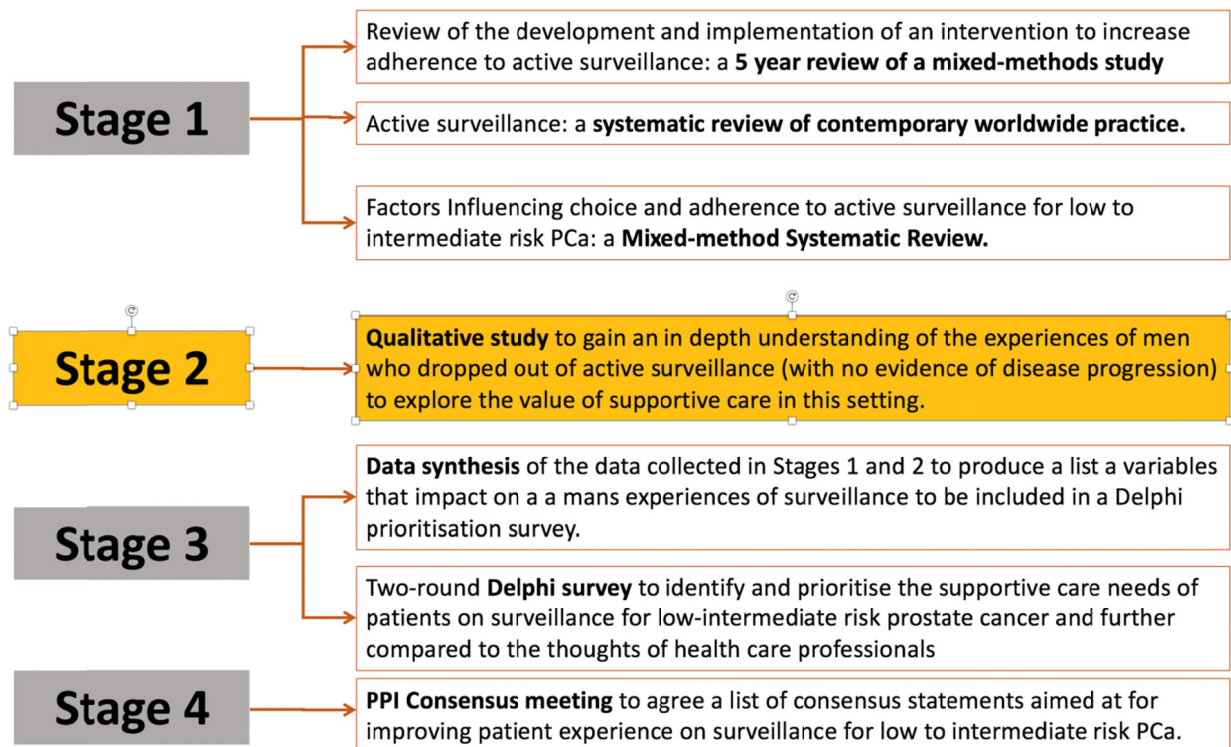 Stage 1
Review of the development and implementation of an intervention to increase
adherence to active surveillance: a 5 year review of a mixed-methods study
Active surveillance: a systematic review of contemporary worldwide practice.
Factors Influencing choice and adherence to active surveillance for low to
intermediate risk PCa: a Mixed-method Systematic Review.
Stage 2
Qualitative study to gain an in depth understanding of the experiences of men
who dropped out of active surveillance (with no evidence of disease progression)
to explore the value of supportive care in this setting.
Stage 3
Data synthesis of the data collected in Stages 1 and 2 to produce a list a variables
that impact on a a mans experiences of surveillance to be included in a Delphi
prioritisation survey.
Two-round Delphi survey to identify and prioritise the supportive care needs of
patients on surveillance for low-intermediate risk prostate cancer and further
compared to the thoughts of health care professionals
Stage 4
PPI Consensus meeting to agree a list of consensus statements aimed at for
improving patient experience on surveillance for low to intermediate risk PCa.